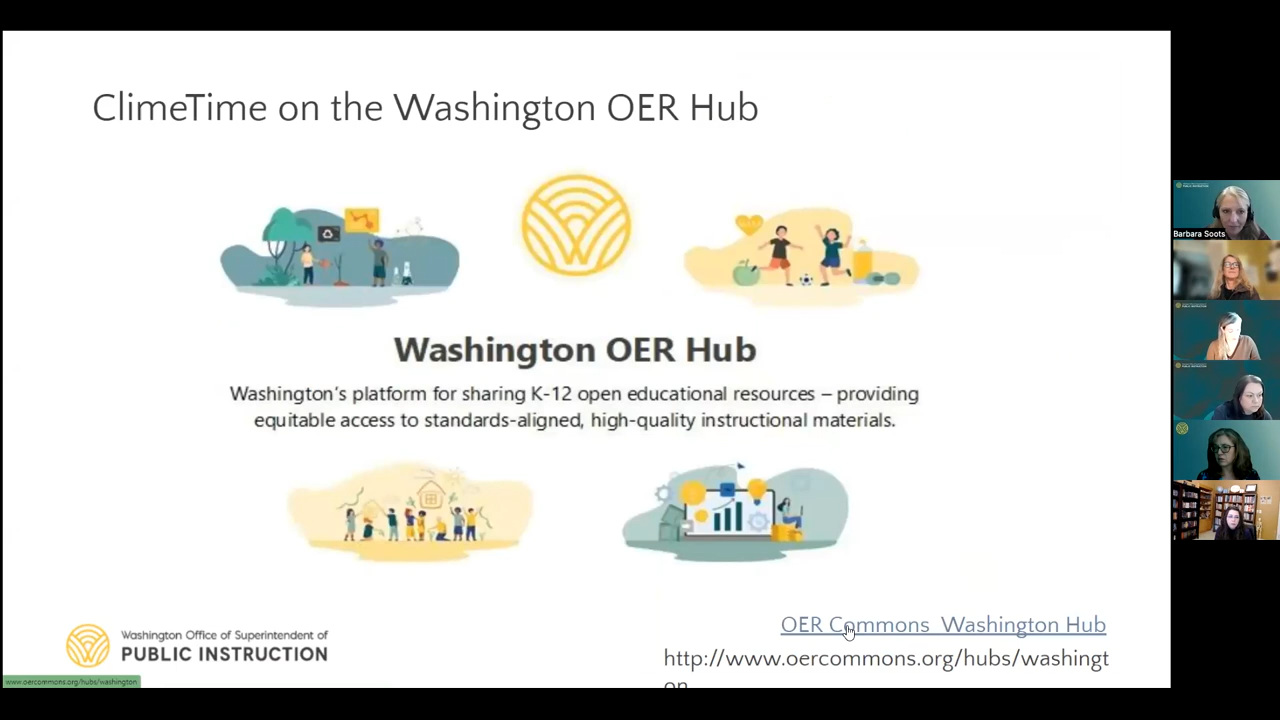 ClimeTime on the Washington OER Hub
Washington OER Hub
Washington's platform for sharing K-12 open educational resources – providing
equitable access to standards-aligned, high-quality instructional materials.
OER Commons  Washington Hub
http://www.oercommons.org/hubs/washingt
on
Washington Office of Superintendent of
PUBLIC INSTRUCTION
www.oercommons.org/hubs/washington
Barbara Soots